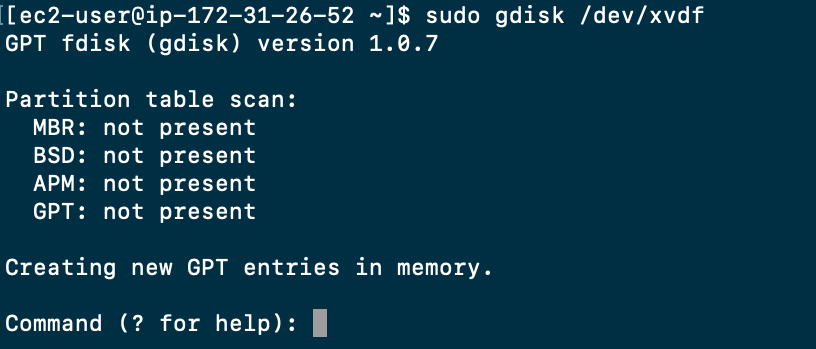 [[ec2-user@ip-172-31-26-52 ~]$ sudo gdisk /dev/xvdf
GPT fdisk (gdisk) version 1.0.7
Partition table scan:
MBR: not present
BSD: not present
APM: not present
GPT: not present
Creating new GPT entries in memory.
Command (? for help):